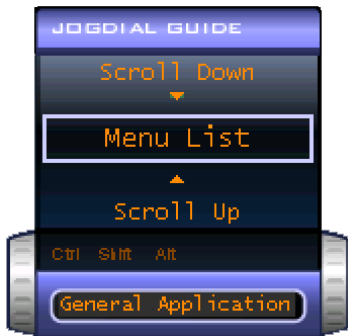 JOGDIAL GUIDE
Scroll Down
Menu List
Scroll Up
Ctrl Shift Alt
General Application